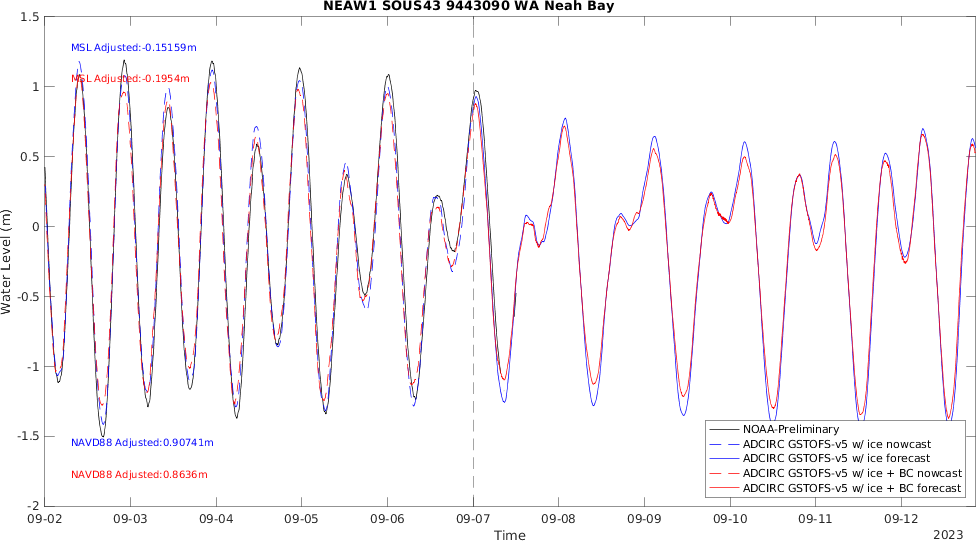 NEAW1 SOUS43 9443090 WA Neah Bay
1.5
MSL Adjusted:-0.15159m
MSL Adjusted:-0.1954m
1
0.5
0
-0.5
-1
-1.5
-2
Water Level (m)
NAVD88 Adjusted:0.90741m
NAVD88 Adjusted:0.8636m
NOAA-Preliminary
ADCIRC GSTOFS-v5 w/ ice nowcast
ADCIRC GSTOFS-v5 w/ ice forecast
ADCIRC GSTOFS-v5 w/ ice + BC nowcast
ADCIRC GSTOFS-v5 w/ ice + BC forecast
09-02 09-03 09-04 09-05 09-06 09-07 09-08 09-09 09-10 09-11 09-12
Time
2023